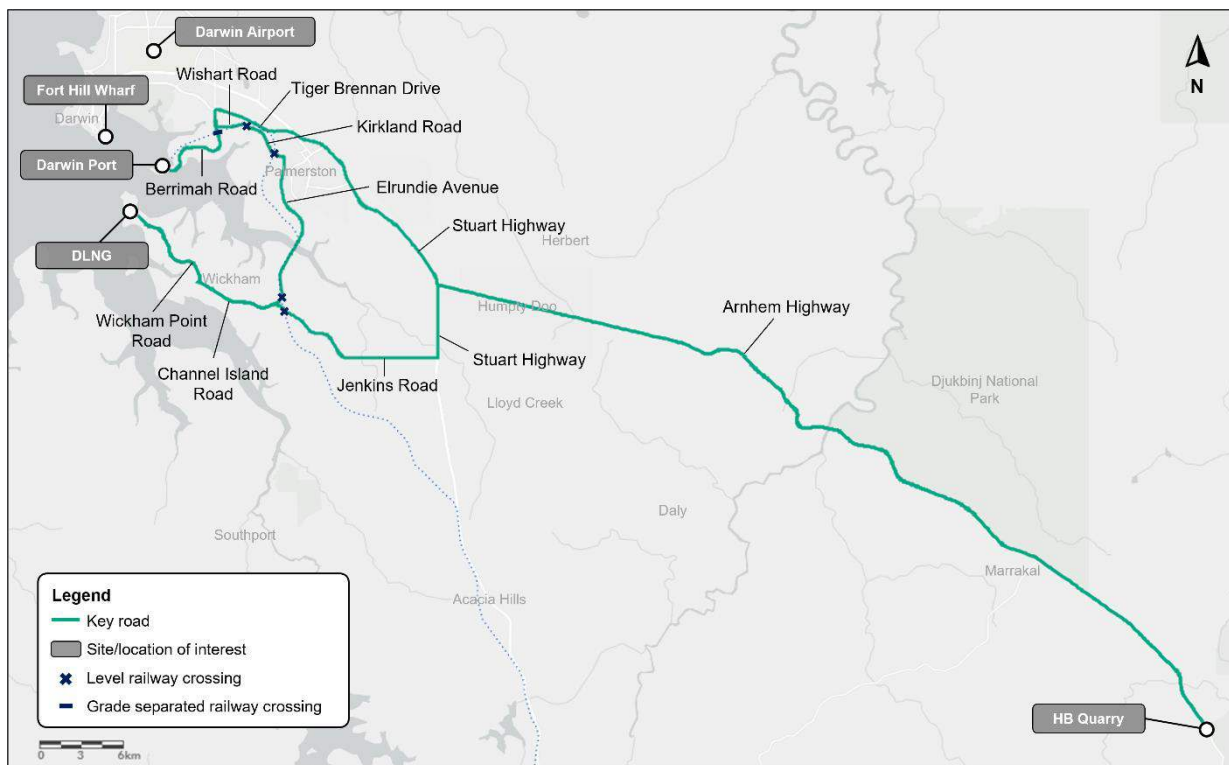 Darwin Airport
N
Wishart Road
Tiger Brennan Drive
Fort Hill Wharf
Darwin
Kirkland Road
Darwin Port
Palmerston
Berrimah Road
Elrundie Avenue
Stuart Highway
Herbert
DLNG
Wickham
Humpty Doo
Arnhem Highway
Wickham Point
Road
Channel Island
Road
Stuart Highway
Jenkins Road
Djukbinj National
Park
Lloyd Creek
Daly
Southport
Marrakal
Acacia Hills
Legend
Key road
Site/location of interest
Level railway crossing
Grade separated railway crossing
0 3 6km
HB Quarry